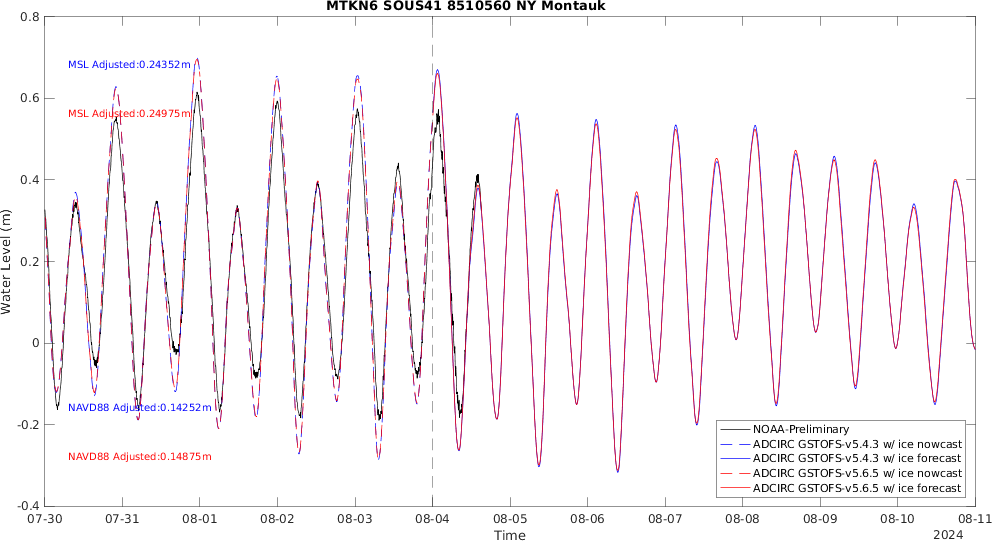 MTKN6 SOUS41 8510560 NY Montauk
Water Level (m)
0.8
0.6
0.4
0.2
0
-0.2
-0.4
MSL Adjusted:0.24352m
MSL Adjusted:0.24975m
NAVD88 Adjusted:0.14252m
NAVD88 Adjusted:0.14875m
NOAA-Preliminary
ADCIRC GSTOFS-v5.4.3 w/ ice nowcast
ADCIRC GSTOFS-v5.4.3 w/ ice forecast
ADCIRC GSTOFS-v5.6.5 w/ ice nowcast
ADCIRC GSTOFS-v5.6.5 w/ ice forecast
07-30 07-31 08-01 08-02 08-03 08-04 08-05 08-06 08-07 08-08 08-09 08-10 08-11
Time
2024